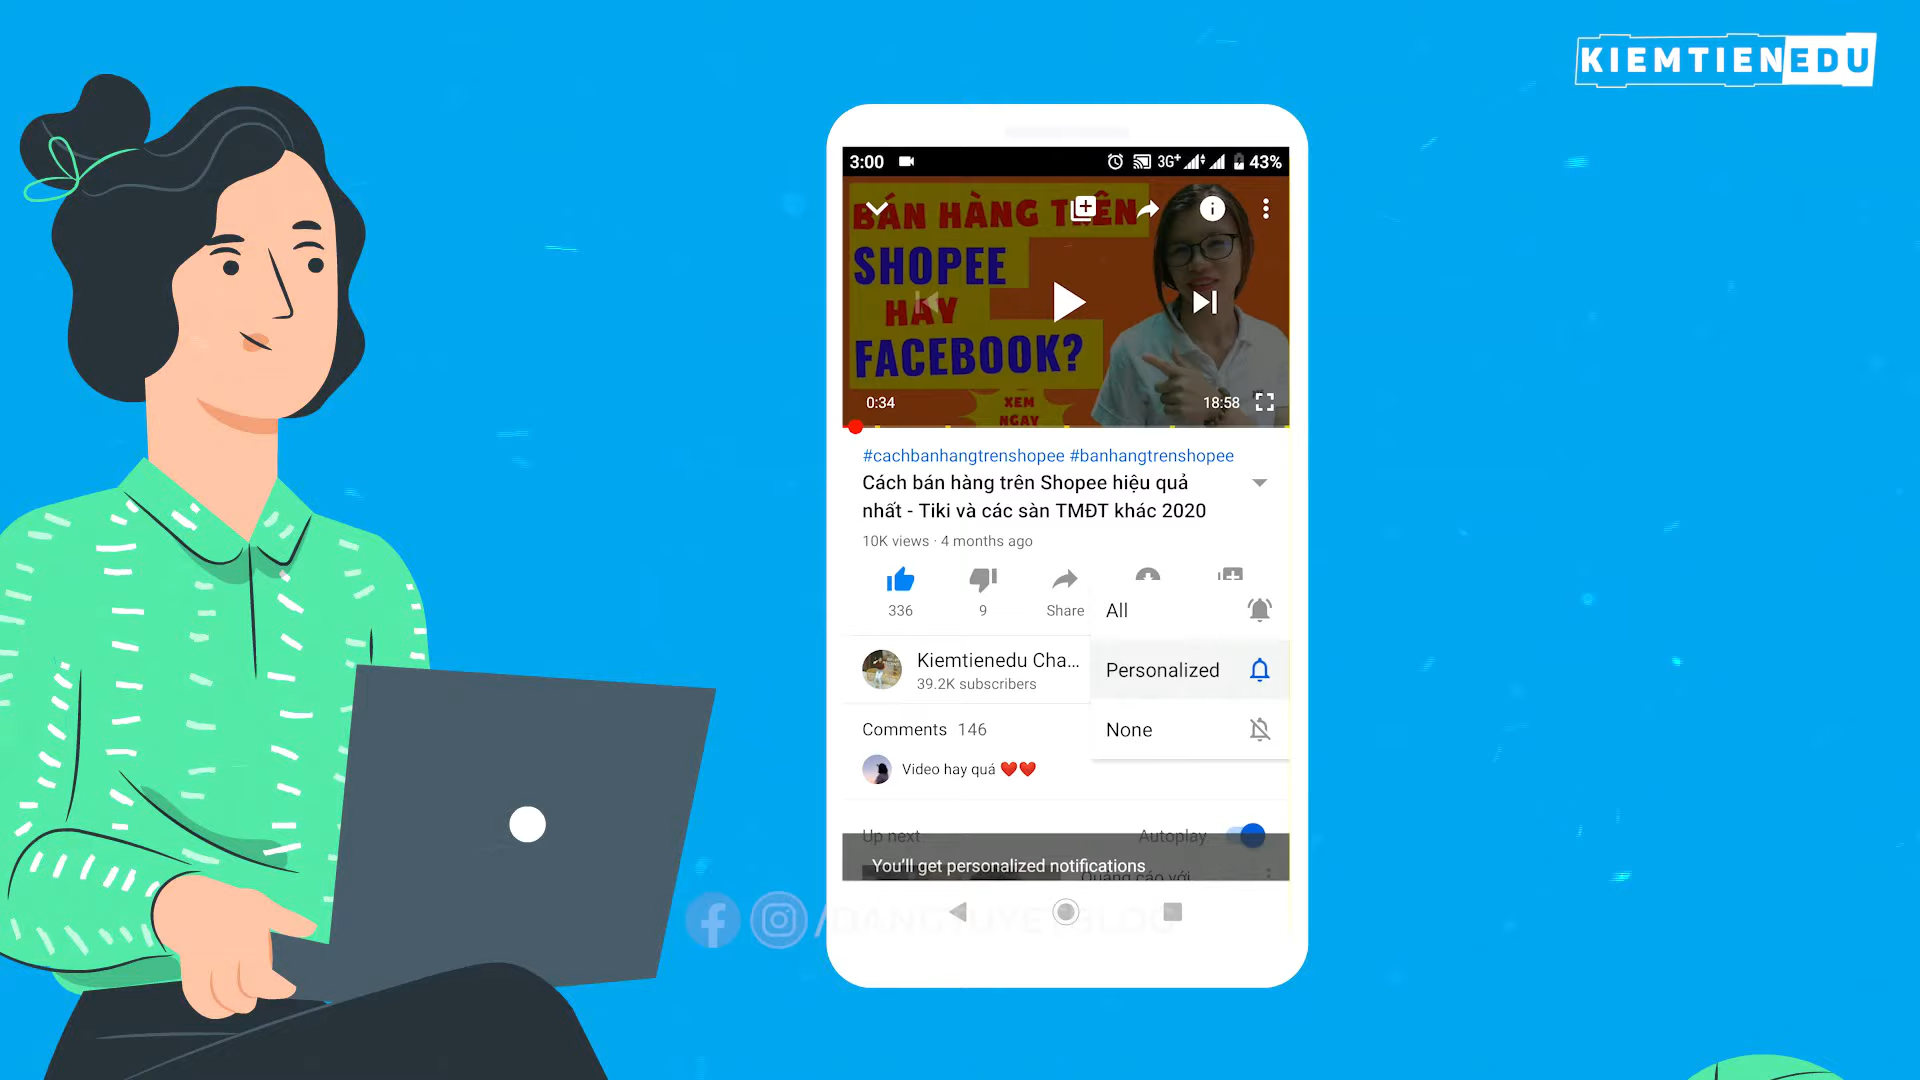 KIEMTIENEDU
3:00 3G+ 43%
BÁN HÀNG TRÊN
SHOPEE
HAY
FACEBOOK?
XEM
NGAY
0:34 18:58
#cachbanhangtrenshopee #banhangtrenshopee
Cách bán hàng trên Shopee hiệu quả
nhất - Tiki và các sàn TMĐT khác 2020
10K views · 4 months ago
336 9 Share
All
Kiemtienedu Cha...
39.2K subscribers
Personalized
Comments 146
None
Video hay quá ❤️❤️
Up next Autoplay
You'll get personalized notifications
Quảng cáo với